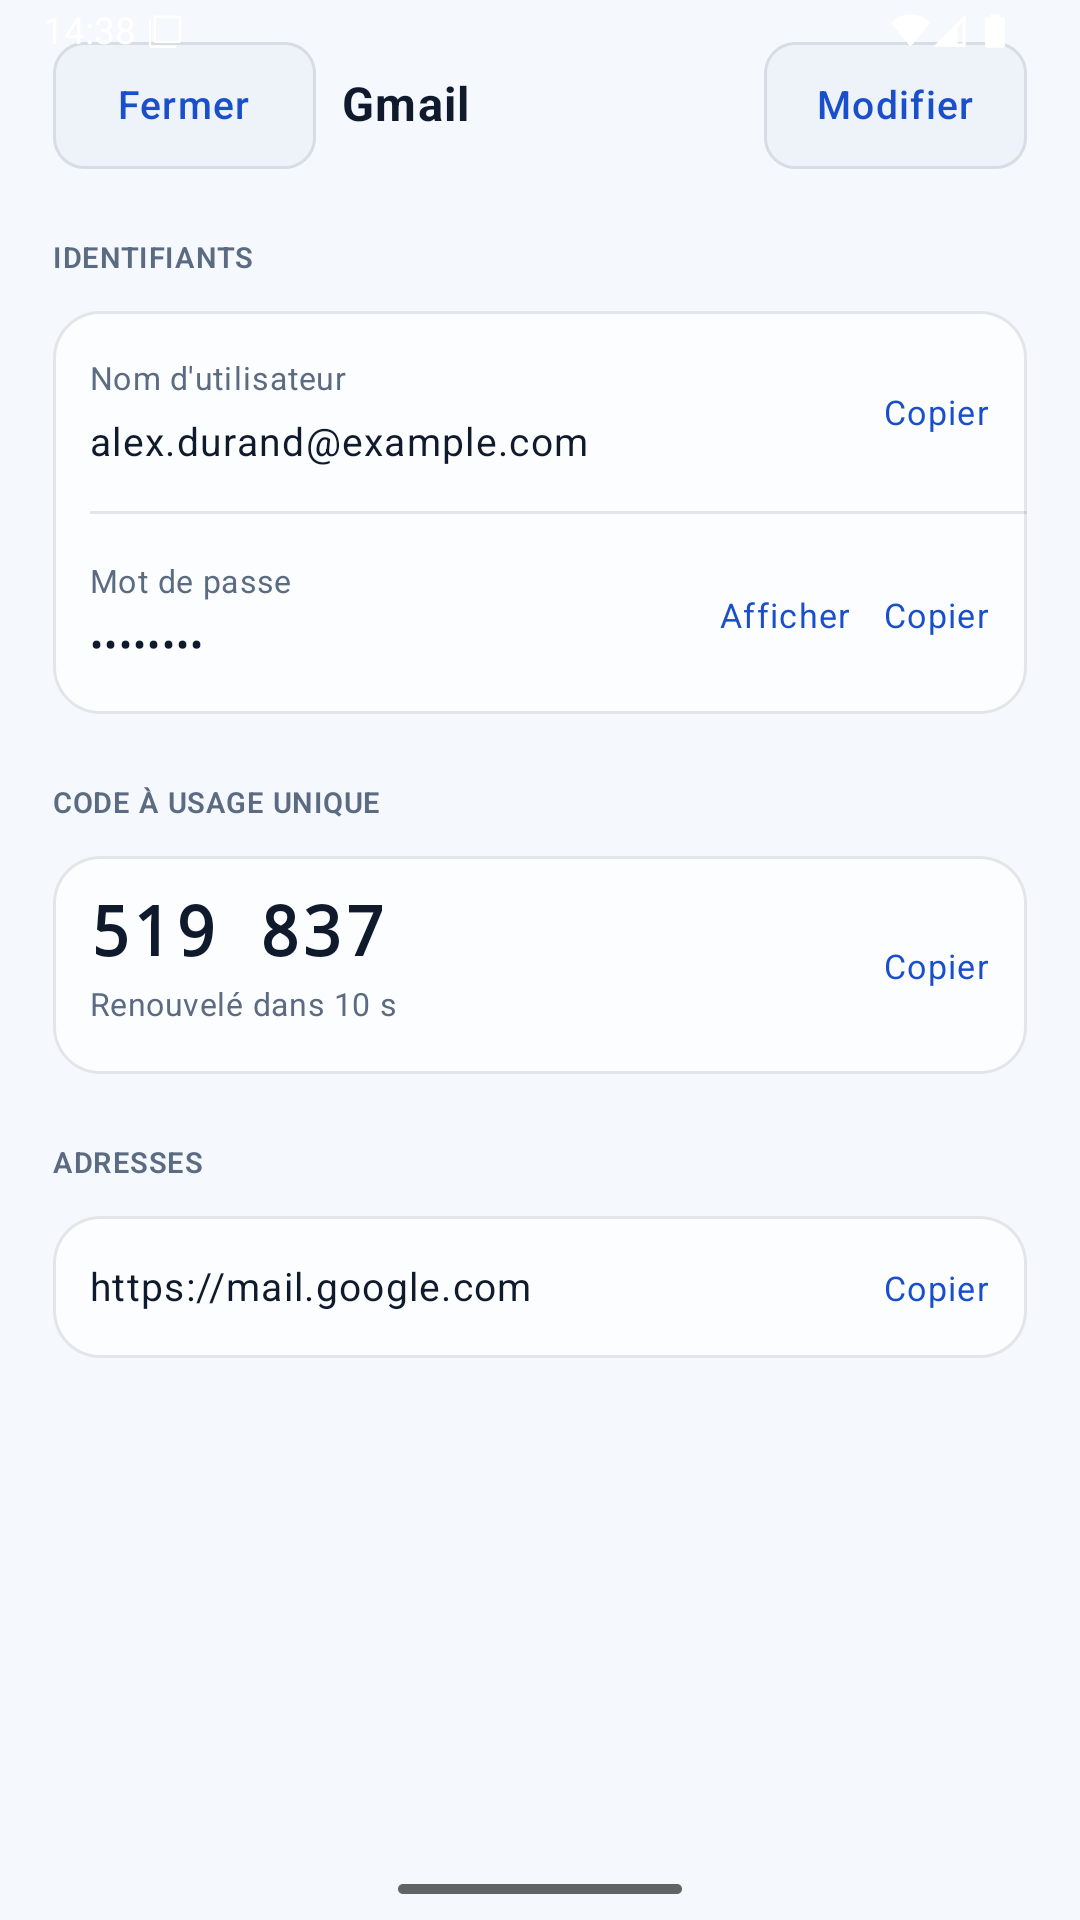 14:38
Fermer Gmail Modifier
IDENTIFIANTS
Nom d'utilisateur
alex.durand@example.com
Copier
Mot de passe
••••••••
Afficher Copier
CODE À USAGE UNIQUE
519 837
Renouvelé dans 10 s
Copier
ADRESSES
https://mail.google.com
Copier